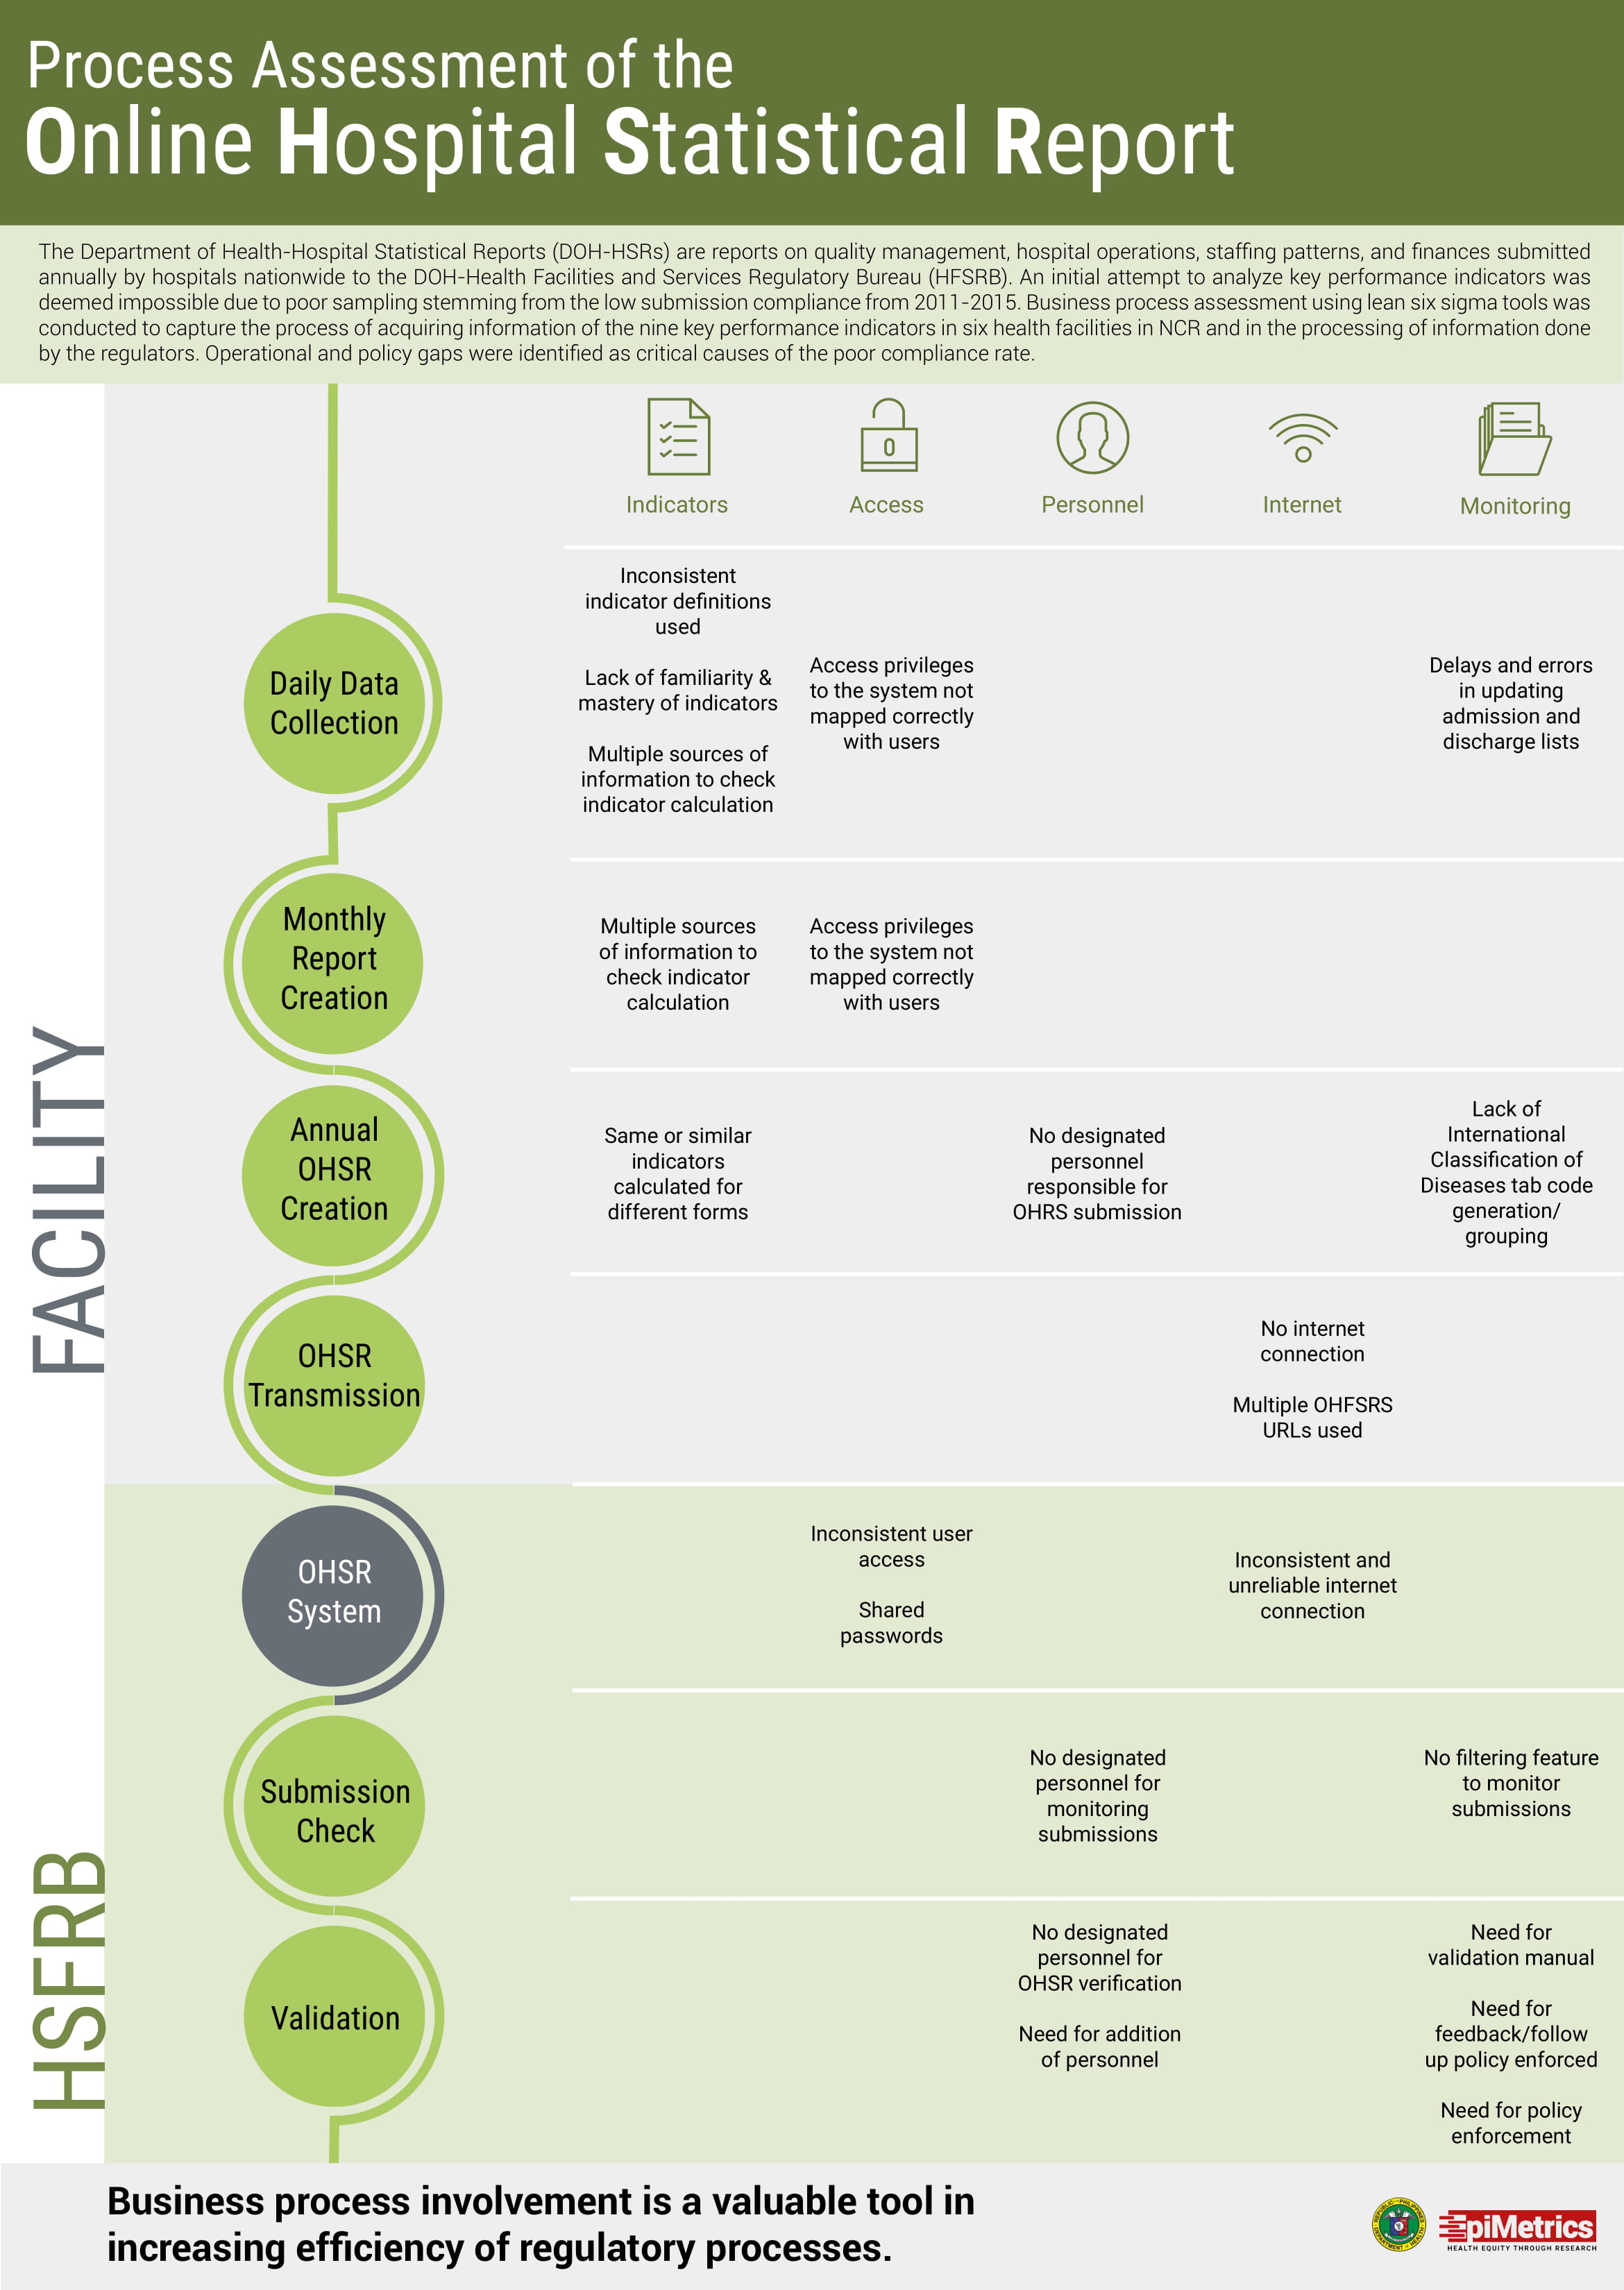 Process Assessment of the
Online Hospital Statistical Report
The Department of Health-Hospital Statistical Reports (DOH-HSRs) are reports on quality management, hospital operations, staffing patterns, and finances submitted
annually by hospitals nationwide to the DOH-Health Facilities and Services Regulatory Bureau (HFSRB). An initial attempt to analyze key performance indicators was
deemed impossible due to poor sampling stemming from the low submission compliance from 2011-2015. Business process assessment using lean six sigma tools was
conducted to capture the process of acquiring information of the nine key performance indicators in six health facilities in NCR and in the processing of information done
by the regulators. Operational and policy gaps were identified as critical causes of the poor compliance rate.
Indicators
Access
Personnel
Internet
Monitoring
FACILITY
Daily Data
Collection
Inconsistent
indicator definitions
used
Lack of familiarity &
mastery of indicators
Multiple sources of
information to check
indicator calculation
Access privileges
to the system not
mapped correctly
with users
Delays and errors
in updating
admission and
discharge lists
Monthly
Report
Creation
Multiple sources
of information to
check indicator
calculation
Access privileges
to the system not
mapped correctly
with users
Annual
OHSR
Creation
Same or similar
indicators
calculated for
different forms
No designated
personnel
responsible for
OHRS submission
Lack of
International
Classification of
Diseases tab code
generation/
grouping
OHSR
Transmission
No internet
connection
Multiple OHFSRS
URLs used
HSFRB
OHSR
System
Inconsistent user
access
Shared
passwords
Inconsistent and
unreliable internet
connection
Submission
Check
No designated
personnel for
monitoring
submissions
No filtering feature
to monitor
submissions
Validation
No designated
personnel for
OHSR verification
Need for addition
of personnel
Need for
validation manual
Need for
feedback/follow
up policy enforced
Need for policy
enforcement
Business process involvement is a valuable tool in
increasing efficiency of regulatory processes.
EpiMetrics
HEALTH EQUITY THROUGH RESEARCH